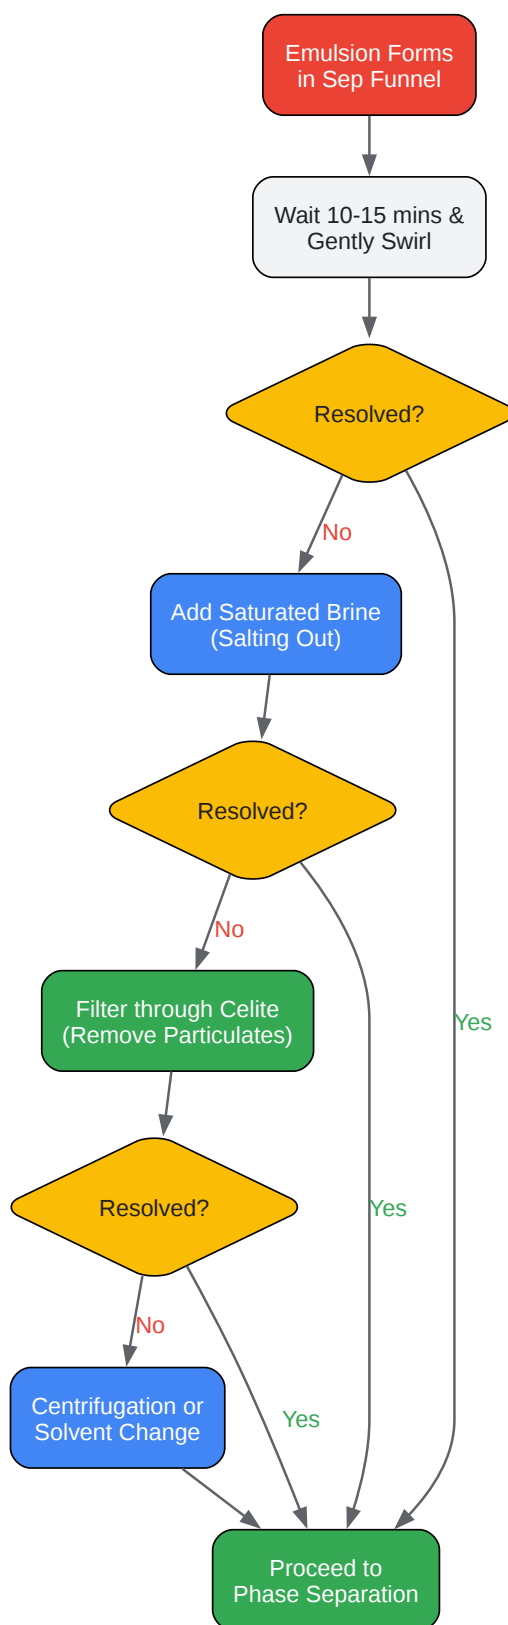 Emulsion Forms
in Sep Funnel
Wait 10-15 mins &
Gently Swirl
Resolved?
No
Add Saturated Brine
(Salting Out)
Resolved?
No
Filter through Celite
(Remove Particulates)
Yes
Resolved?
Yes
No
Centrifugation or
Solvent Change
Yes
Proceed to
Phase Separation